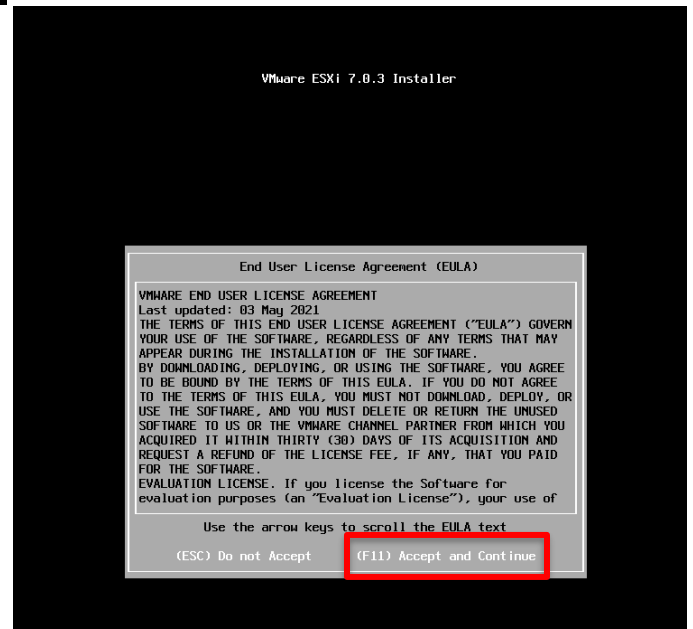 VMware ESXi 7.0.3 Installer
End User License Agreement (EULA)
VMWARE END USER LICENSE AGREEMENT
Last updated: 03 May 2021
THE TERMS OF THIS END USER LICENSE AGREEMENT ("EULA") GOVERN
YOUR USE OF THE SOFTWARE, REGARDLESS OF ANY TERMS THAT MAY
APPEAR DURING THE INSTALLATION OF THE SOFTWARE.
BY DOWNLOADING, DEPLOYING, OR USING THE SOFTWARE, YOU AGREE
TO BE BOUND BY THE TERMS OF THIS EULA. IF YOU DO NOT AGREE
TO THE TERMS OF THIS EULA, YOU MUST NOT DOWNLOAD, DEPLOY, OR
USE THE SOFTWARE, AND YOU MUST DELETE OR RETURN THE UNUSED
SOFTWARE TO US OR THE VMWARE CHANNEL PARTNER FROM WHICH YOU
ACQUIRED IT WITHIN THIRTY (30) DAYS OF ITS ACQUISITION AND
REQUEST A REFUND OF THE LICENSE FEE, IF ANY, THAT YOU PAID
FOR THE SOFTWARE.
EVALUATION LICENSE. If you license the Software for
evaluation purposes (an "Evaluation License"), your use of
Use the arrow keys to scroll the EULA text
(ESC) Do not Accept (F11) Accept and Continue